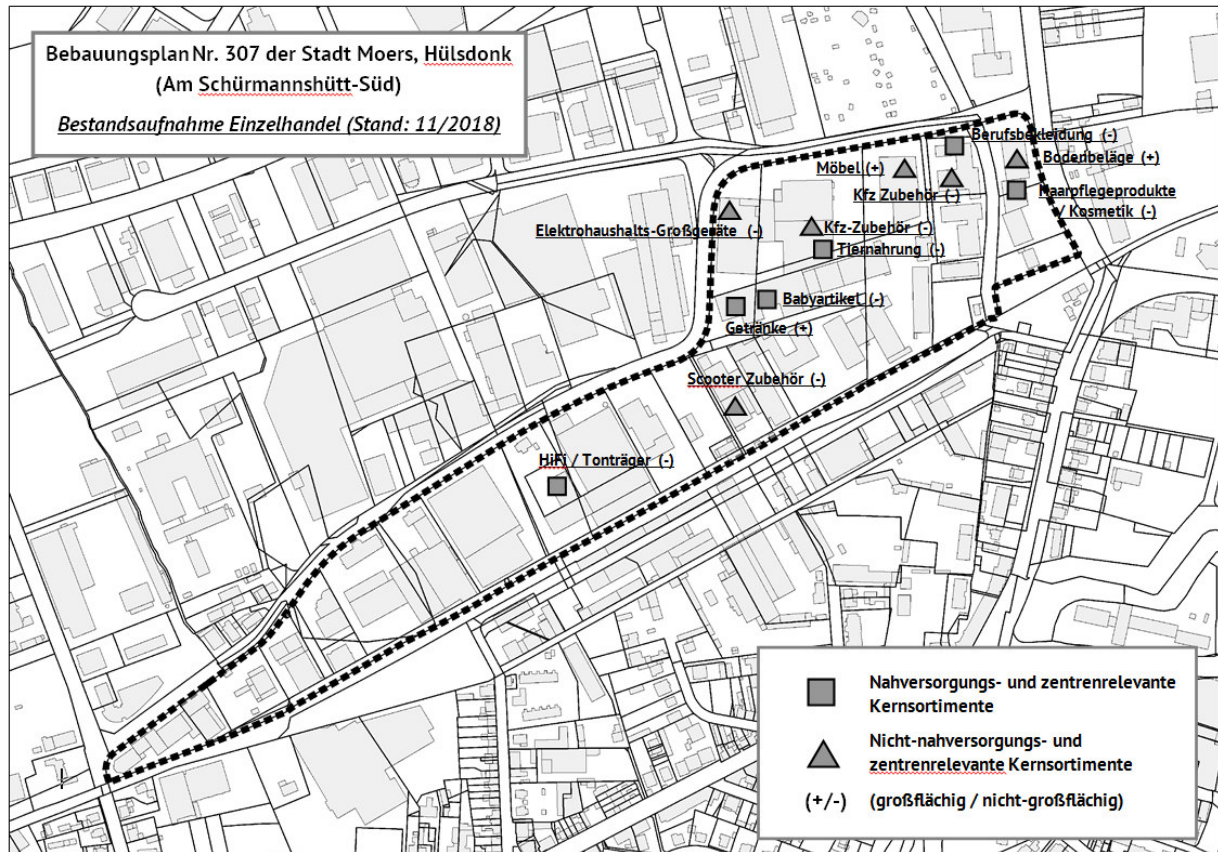 Bebauungsplan Nr. 307 der Stadt Moers, Hülsdonk
(Am Schürmannshütt-Süd)
Bestandsaufnahme Einzelhandel (Stand: 11/2018)
Berufsbekleidung (-)
Bodenbeläge (+)
Möbel (+)
Kfz Zubehör (-)
Haarpflegeprodukte
/ Kosmetik (-)
Elektrohaushalts-Großgeräte (-)
Kfz-Zubehör (-)
Tiernahrung (-)
Babyartikel (-)
Getränke (+)
Scooter Zubehör (-)
HiFi / Tonträger (-)
Nahversorgungs- und zentrenrelevante
Kernsortimente
Nicht-nahversorgungs- und
zentrenrelevante Kernsortimente
(+/-) (großflächig / nicht-großflächig)